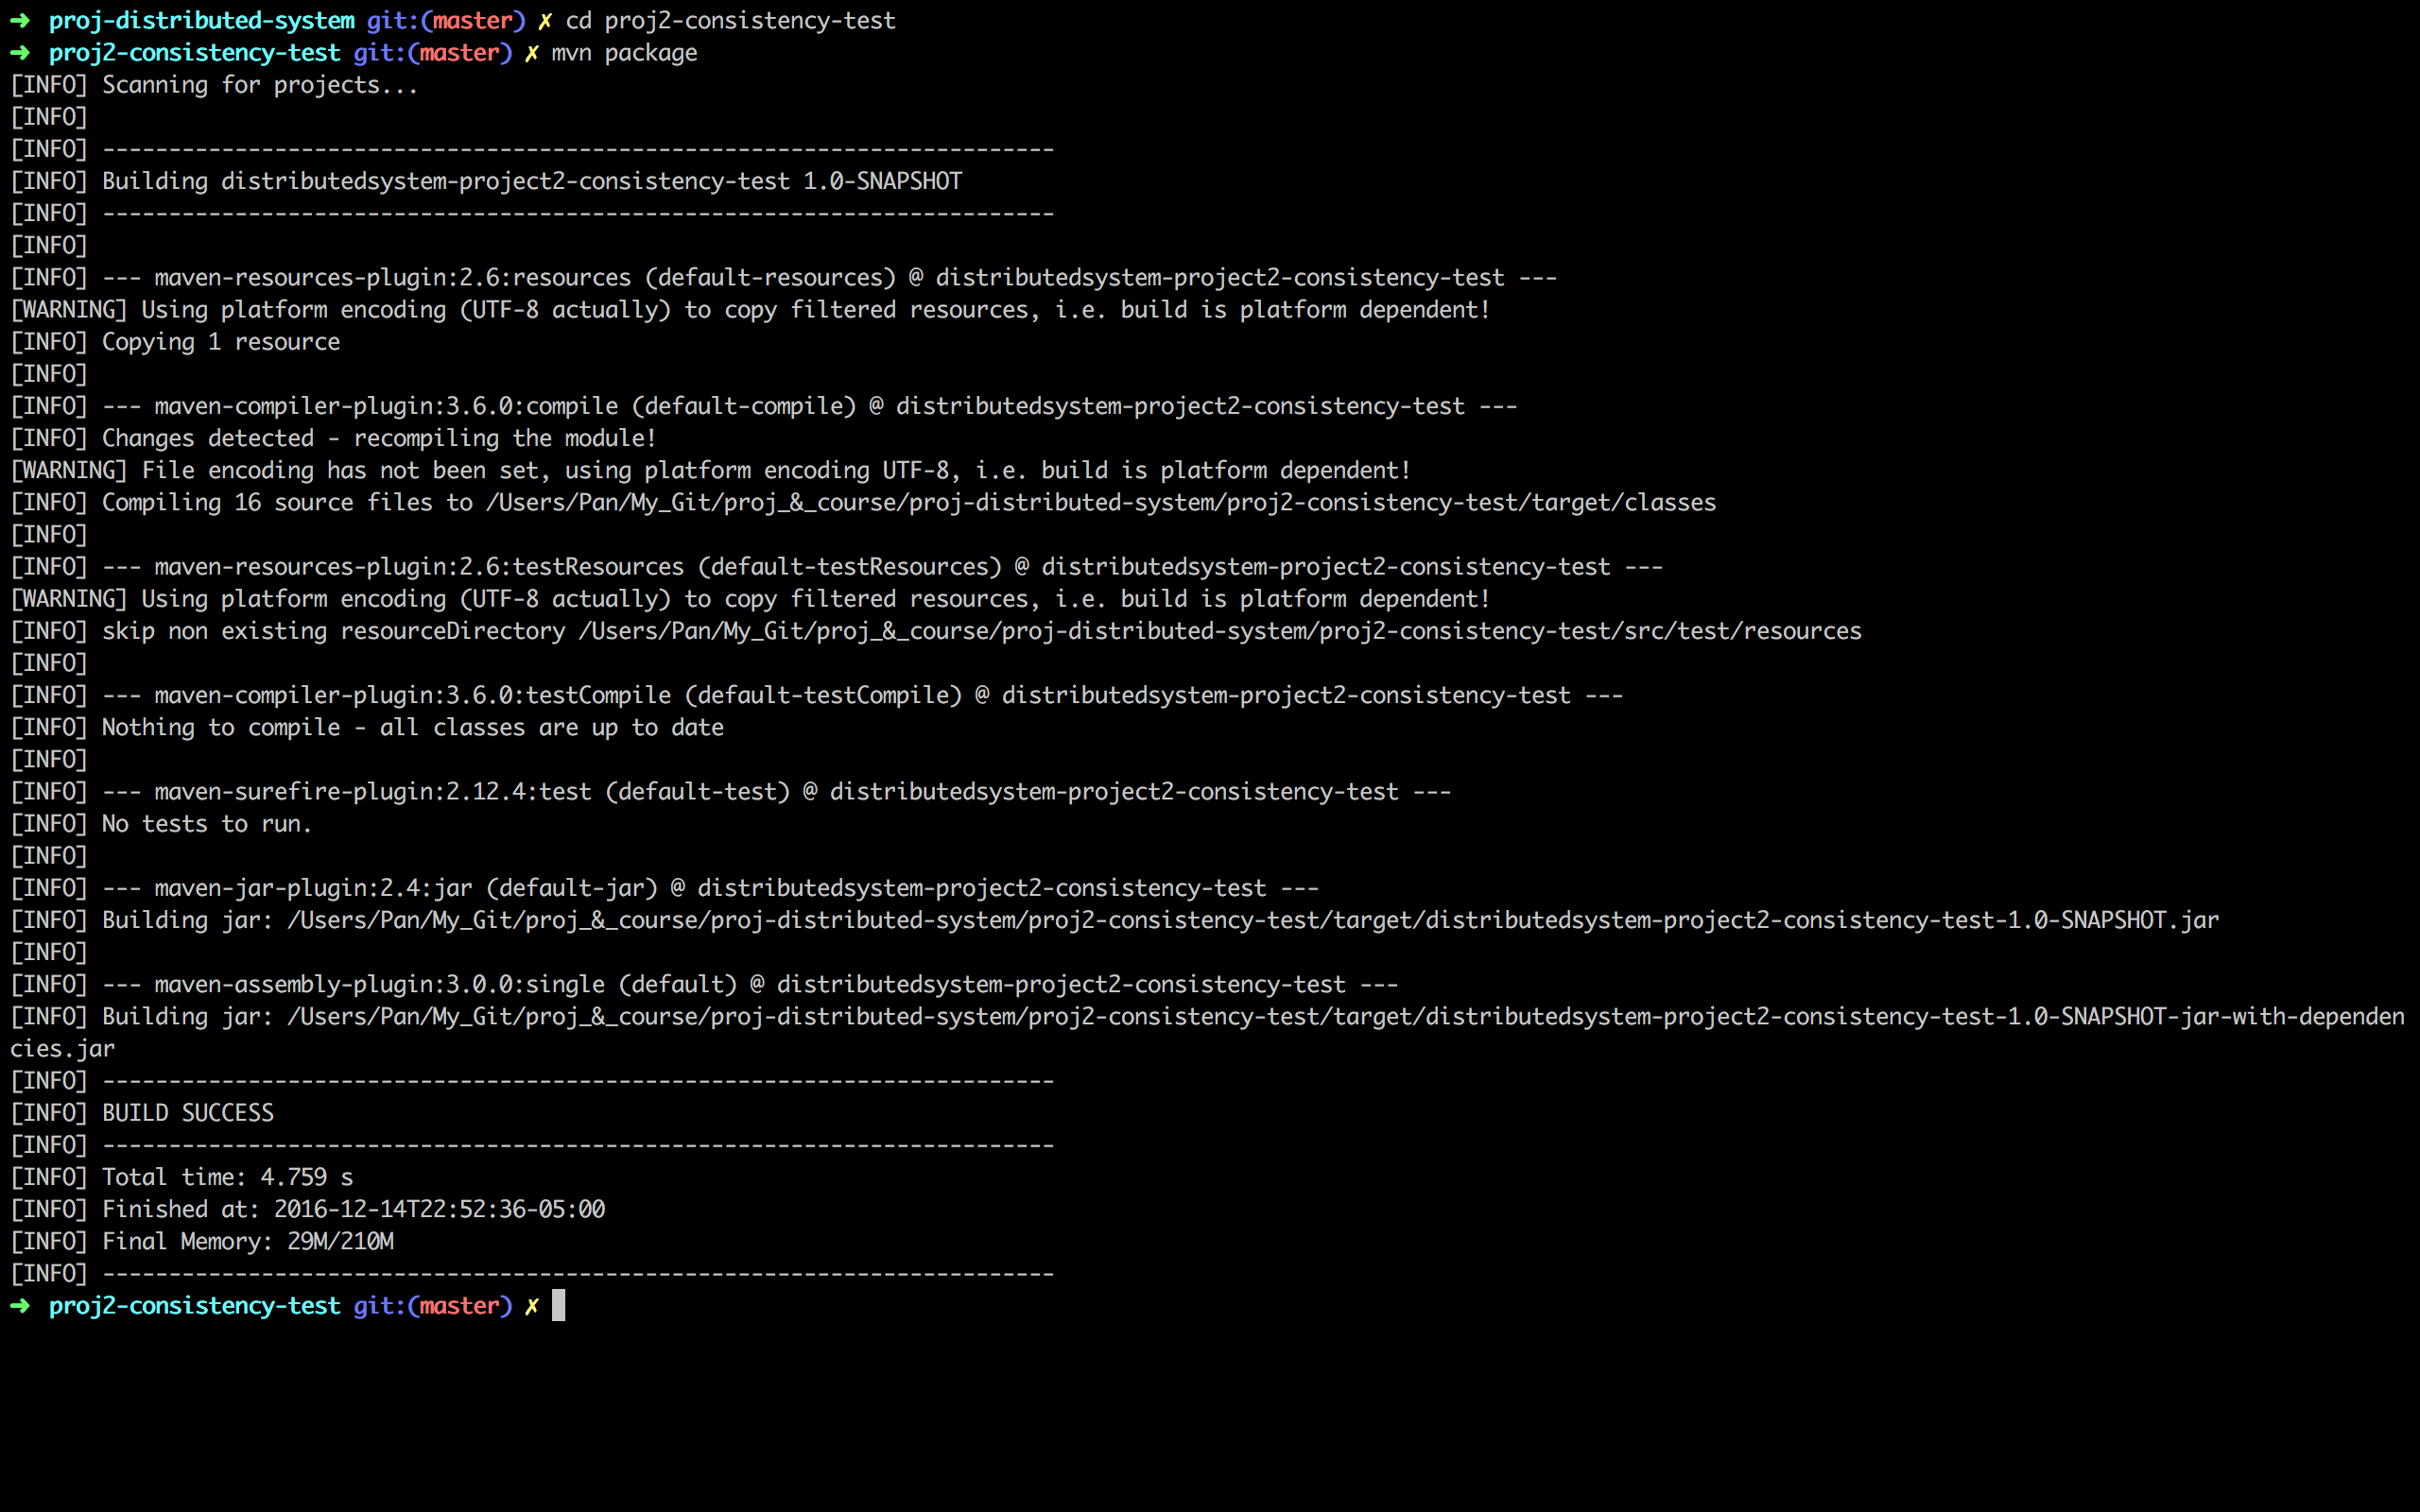 ➜ proj-distributed-system git:(master) ✗ cd proj2-consistency-test
➜ proj2-consistency-test git:(master) ✗ mvn package
[INFO] Scanning for projects...
[INFO]
[INFO] ------------------------------------------------------------------------
[INFO] Building distributedsystem-project2-consistency-test 1.0-SNAPSHOT
[INFO] ------------------------------------------------------------------------
[INFO]
[INFO] --- maven-resources-plugin:2.6:resources (default-resources) @ distributedsystem-project2-consistency-test ---
[WARNING] Using platform encoding (UTF-8 actually) to copy filtered resources, i.e. build is platform dependent!
[INFO] Copying 1 resource
[INFO]
[INFO] --- maven-compiler-plugin:3.6.0:compile (default-compile) @ distributedsystem-project2-consistency-test ---
[INFO] Changes detected - recompiling the module!
[WARNING] File encoding has not been set, using platform encoding UTF-8, i.e. build is platform dependent!
[INFO] Compiling 16 source files to /Users/Pan/My_Git/proj_&_course/proj-distributed-system/proj2-consistency-test/target/classes
[INFO]
[INFO] --- maven-resources-plugin:2.6:testResources (default-testResources) @ distributedsystem-project2-consistency-test ---
[WARNING] Using platform encoding (UTF-8 actually) to copy filtered resources, i.e. build is platform dependent!
[INFO] skip non existing resourceDirectory /Users/Pan/My_Git/proj_&_course/proj-distributed-system/proj2-consistency-test/src/test/resources
[INFO]
[INFO] --- maven-compiler-plugin:3.6.0:testCompile (default-testCompile) @ distributedsystem-project2-consistency-test ---
[INFO] Nothing to compile - all classes are up to date
[INFO]
[INFO] --- maven-surefire-plugin:2.12.4:test (default-test) @ distributedsystem-project2-consistency-test ---
[INFO] No tests to run.
[INFO]
[INFO] --- maven-jar-plugin:2.4:jar (default-jar) @ distributedsystem-project2-consistency-test ---
[INFO] Building jar: /Users/Pan/My_Git/proj_&_course/proj-distributed-system/proj2-consistency-test/target/distributedsystem-project2-consistency-test-1.0-SNAPSHOT.jar
[INFO]
[INFO] --- maven-assembly-plugin:3.0.0:single (default) @ distributedsystem-project2-consistency-test ---
[INFO] Building jar: /Users/Pan/My_Git/proj_&_course/proj-distributed-system/proj2-consistency-test/target/distributedsystem-project2-consistency-test-1.0-SNAPSHOT-jar-with-dependen
cies.jar
[INFO] ------------------------------------------------------------------------
[INFO] BUILD SUCCESS
[INFO] ------------------------------------------------------------------------
[INFO] Total time: 4.759 s
[INFO] Finished at: 2016-12-14T22:52:36-05:00
[INFO] Final Memory: 29M/210M
[INFO] ------------------------------------------------------------------------
➜ proj2-consistency-test git:(master) ✗